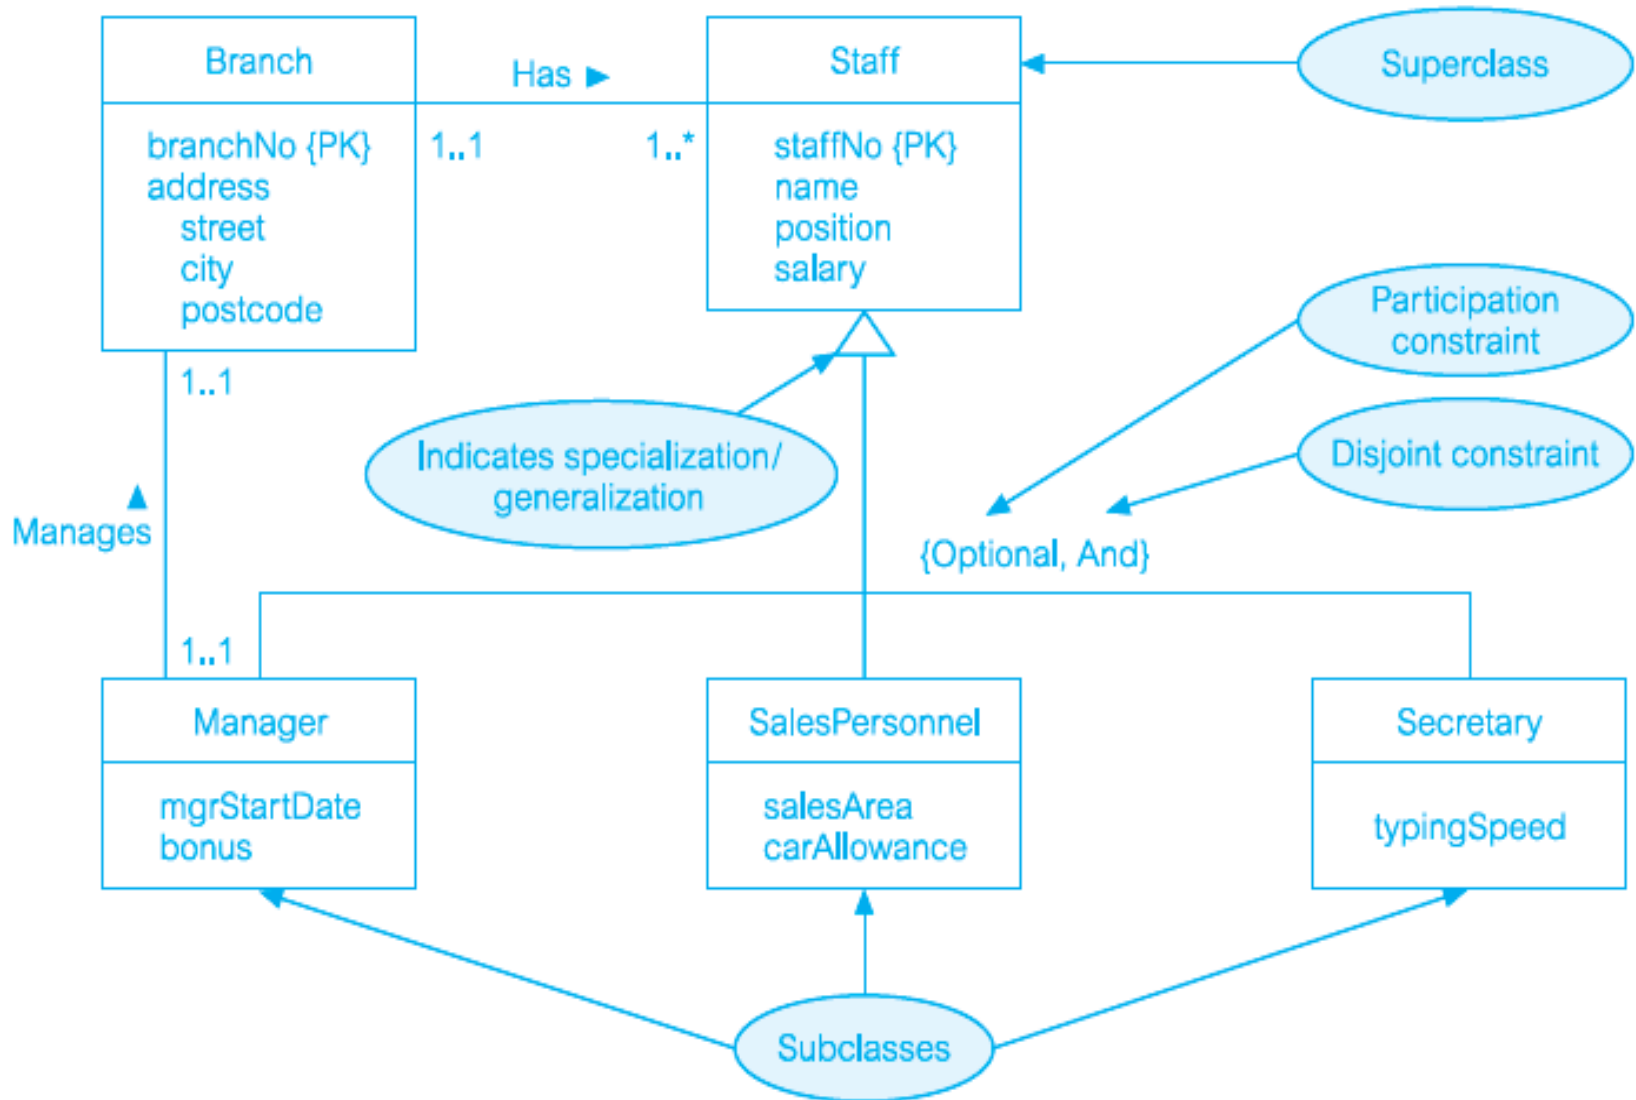 Branch
branchNo {PK}
address
street
city
postcode
Has ►
1..1
1..*
Staff
staffNo {PK}
name
position
salary
Superclass
Participation
constraint
Disjoint constraint
1..1
Indicates specialization/
generalization
▲
Manages
{Optional, And}
1..1
Manager
mgrStartDate
bonus
SalesPersonnel
salesArea
carAllowance
Secretary
typingSpeed
Subclasses